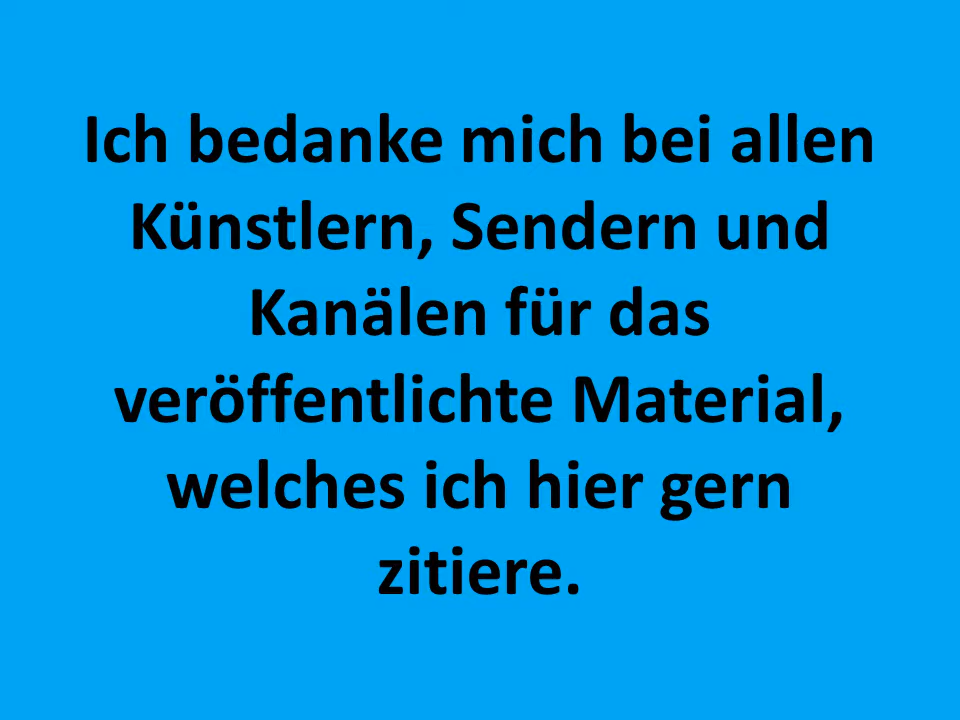 Ich bedanke mich bei allen
Künstlern, Sendern und
Kanälen für das
veröffentlichte Material,
welches ich hier gern
zitiere.